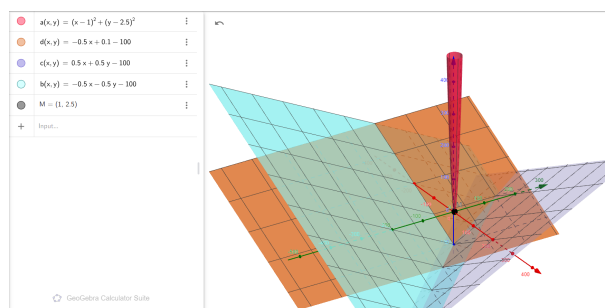 a(x, y) = (x − 1)² + (y − 2.5)²
d(x, y) = −0.5 x + 0.1 − 100
c(x, y) = 0.5 x + 0.5 y − 100
b(x, y) = −0.5 x − 0.5 y − 100
M = (1, 2.5)
Input...
GeoGebra Calculator Suite
400